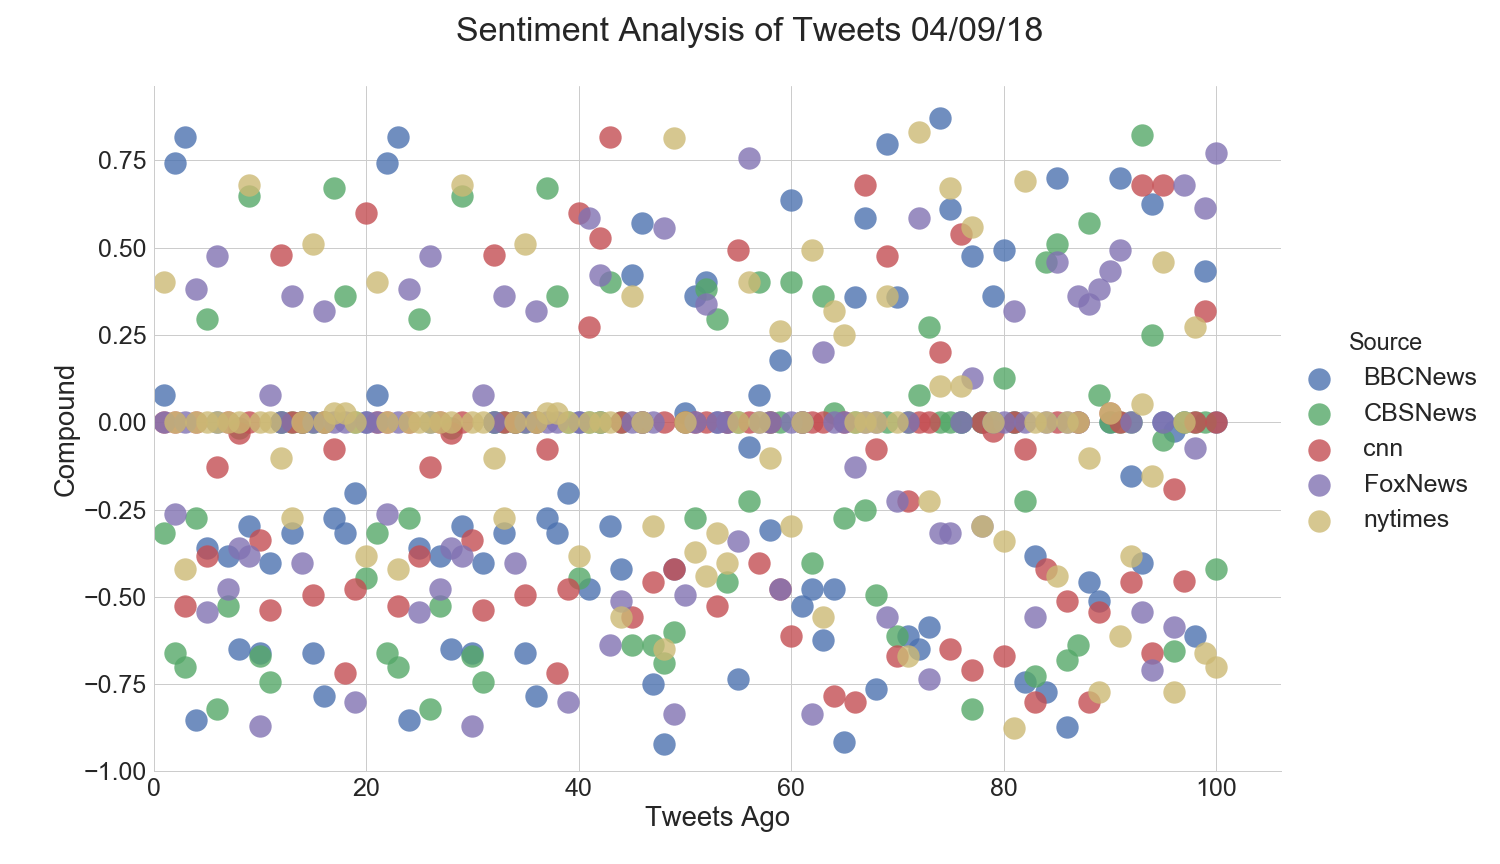 Sentiment Analysis of Tweets 04/09/18
0.75
0.50
0.25
0.00
−0.25
−0.50
−0.75
−1.00
0 20 40 60 80 100
Compound
Tweets Ago
Source
BBCNews
CBSNews
cnn
FoxNews
nytimes